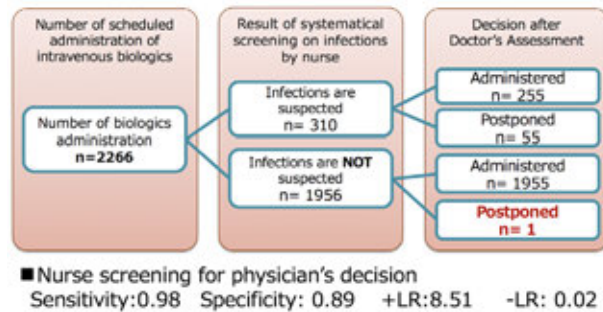 Number of scheduled
administration of
intravenous biologics
Number of biologics
administration
n=2266
Result of systematical
screening on infections
by nurse
Infections are
suspected
n= 310
Infections are NOT
suspected
n= 1956
Decision after
Doctor's Assessment
Administered
n= 255
Postponed
n= 55
Administered
n= 1955
Postponed
n= 1
■Nurse screening for physician's decision
Sensitivity:0.98 Specificity: 0.89 +LR:8.51 -LR: 0.02